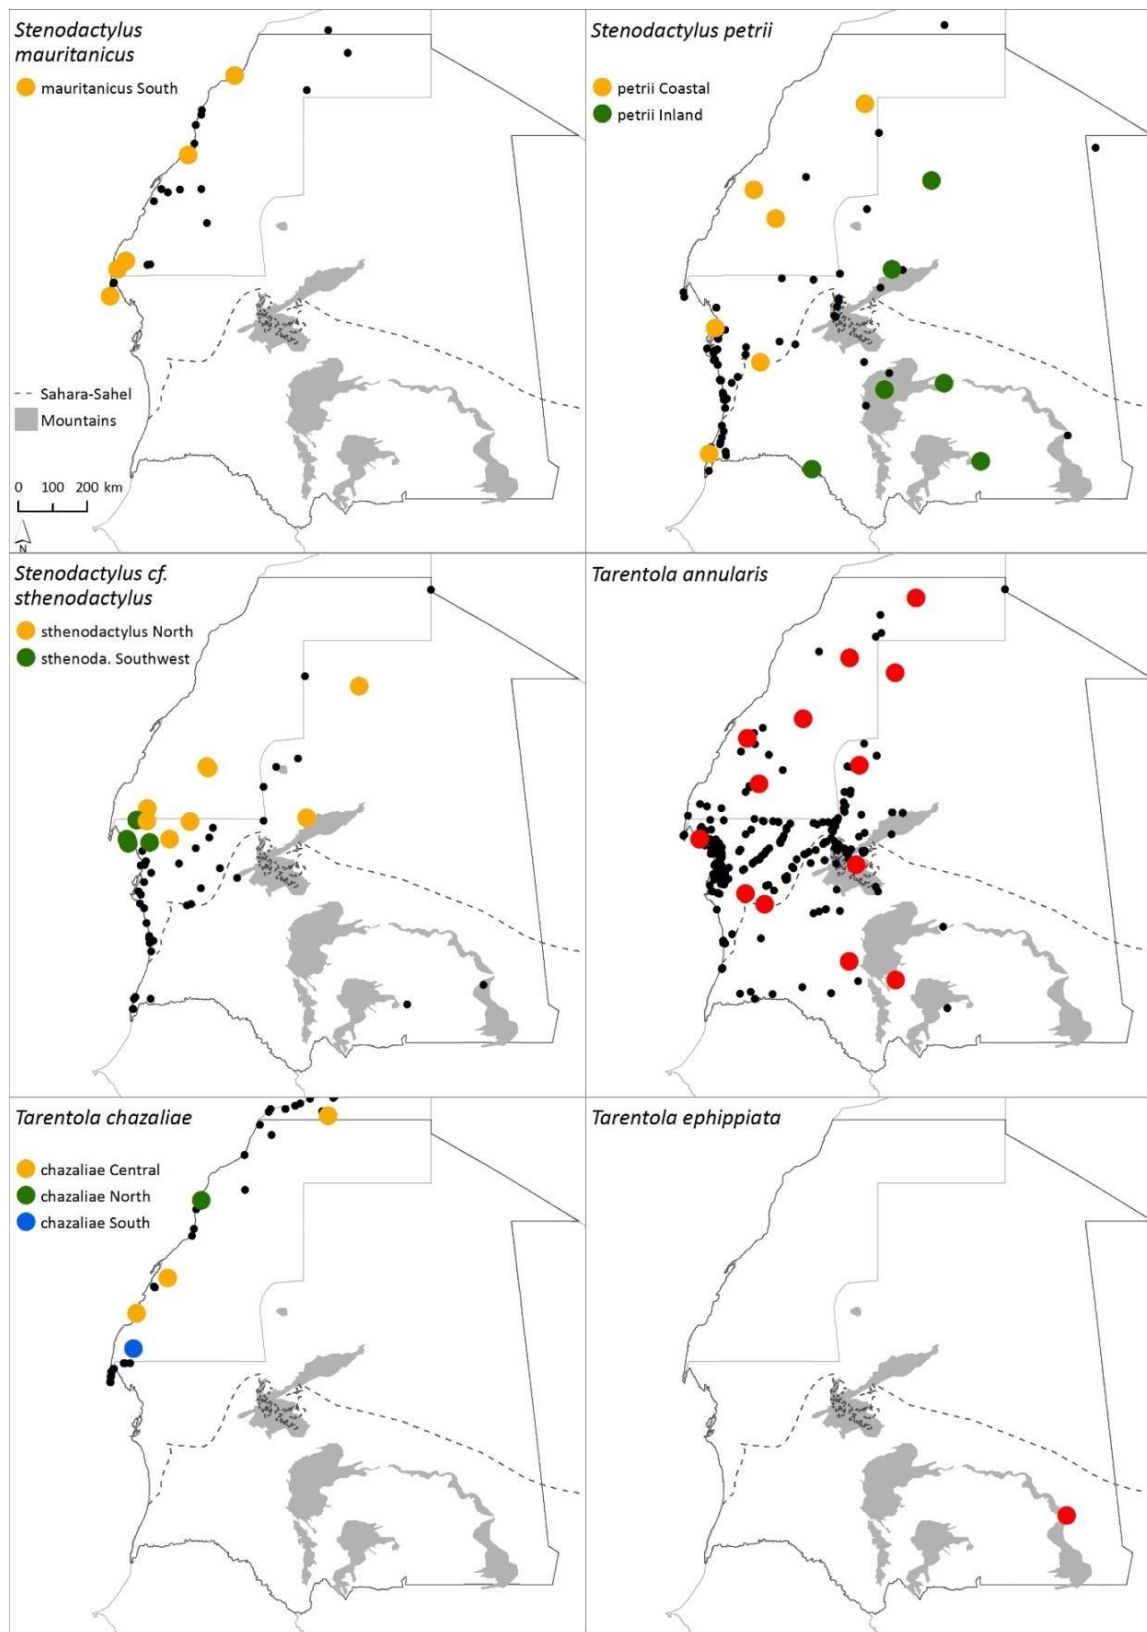 Stenodactylus
mauritanicus
mauritanicus South
Sahara-Sahel
Mountains
0 100 200 km
N
Stenodactylus petrii
petrii Coastal
petrii Inland
Stenodactylus cf.
sthenodactylus
sthenodactylus North
sthenoda. Southwest
Tarentola annularis
Tarentola chazaliae
chazaliae Central
chazaliae North
chazaliae South
Tarentola ephippiata